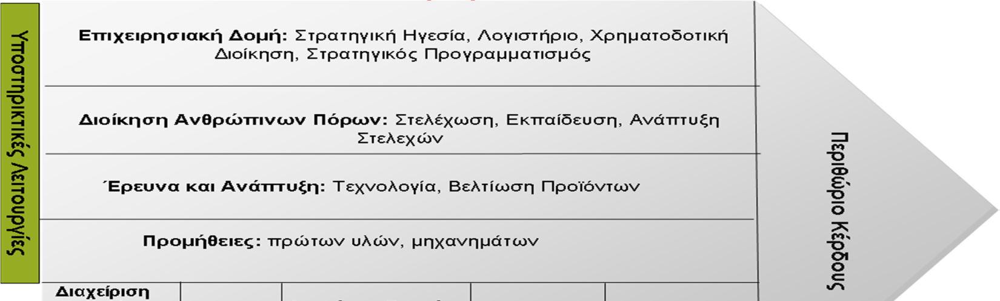 Υποστηρικτικές Λειτουργίες
Επιχειρησιακή Δομή: Στρατηγική Ηγεσία, Λογιστήριο, Χρηματοδοτική
Διοίκηση, Στρατηγικός Προγραμματισμός
Διοίκηση Ανθρώπινων Πόρων: Στελέχωση, Εκπαίδευση, Ανάπτυξη
Στελεχών
Έρευνα και Ανάπτυξη: Τεχνολογία, Βελτίωση Προϊόντων
Προμήθειες: πρώτων υλών, μηχανημάτων
Διαχείριση
Περιθώριο Κέρδους